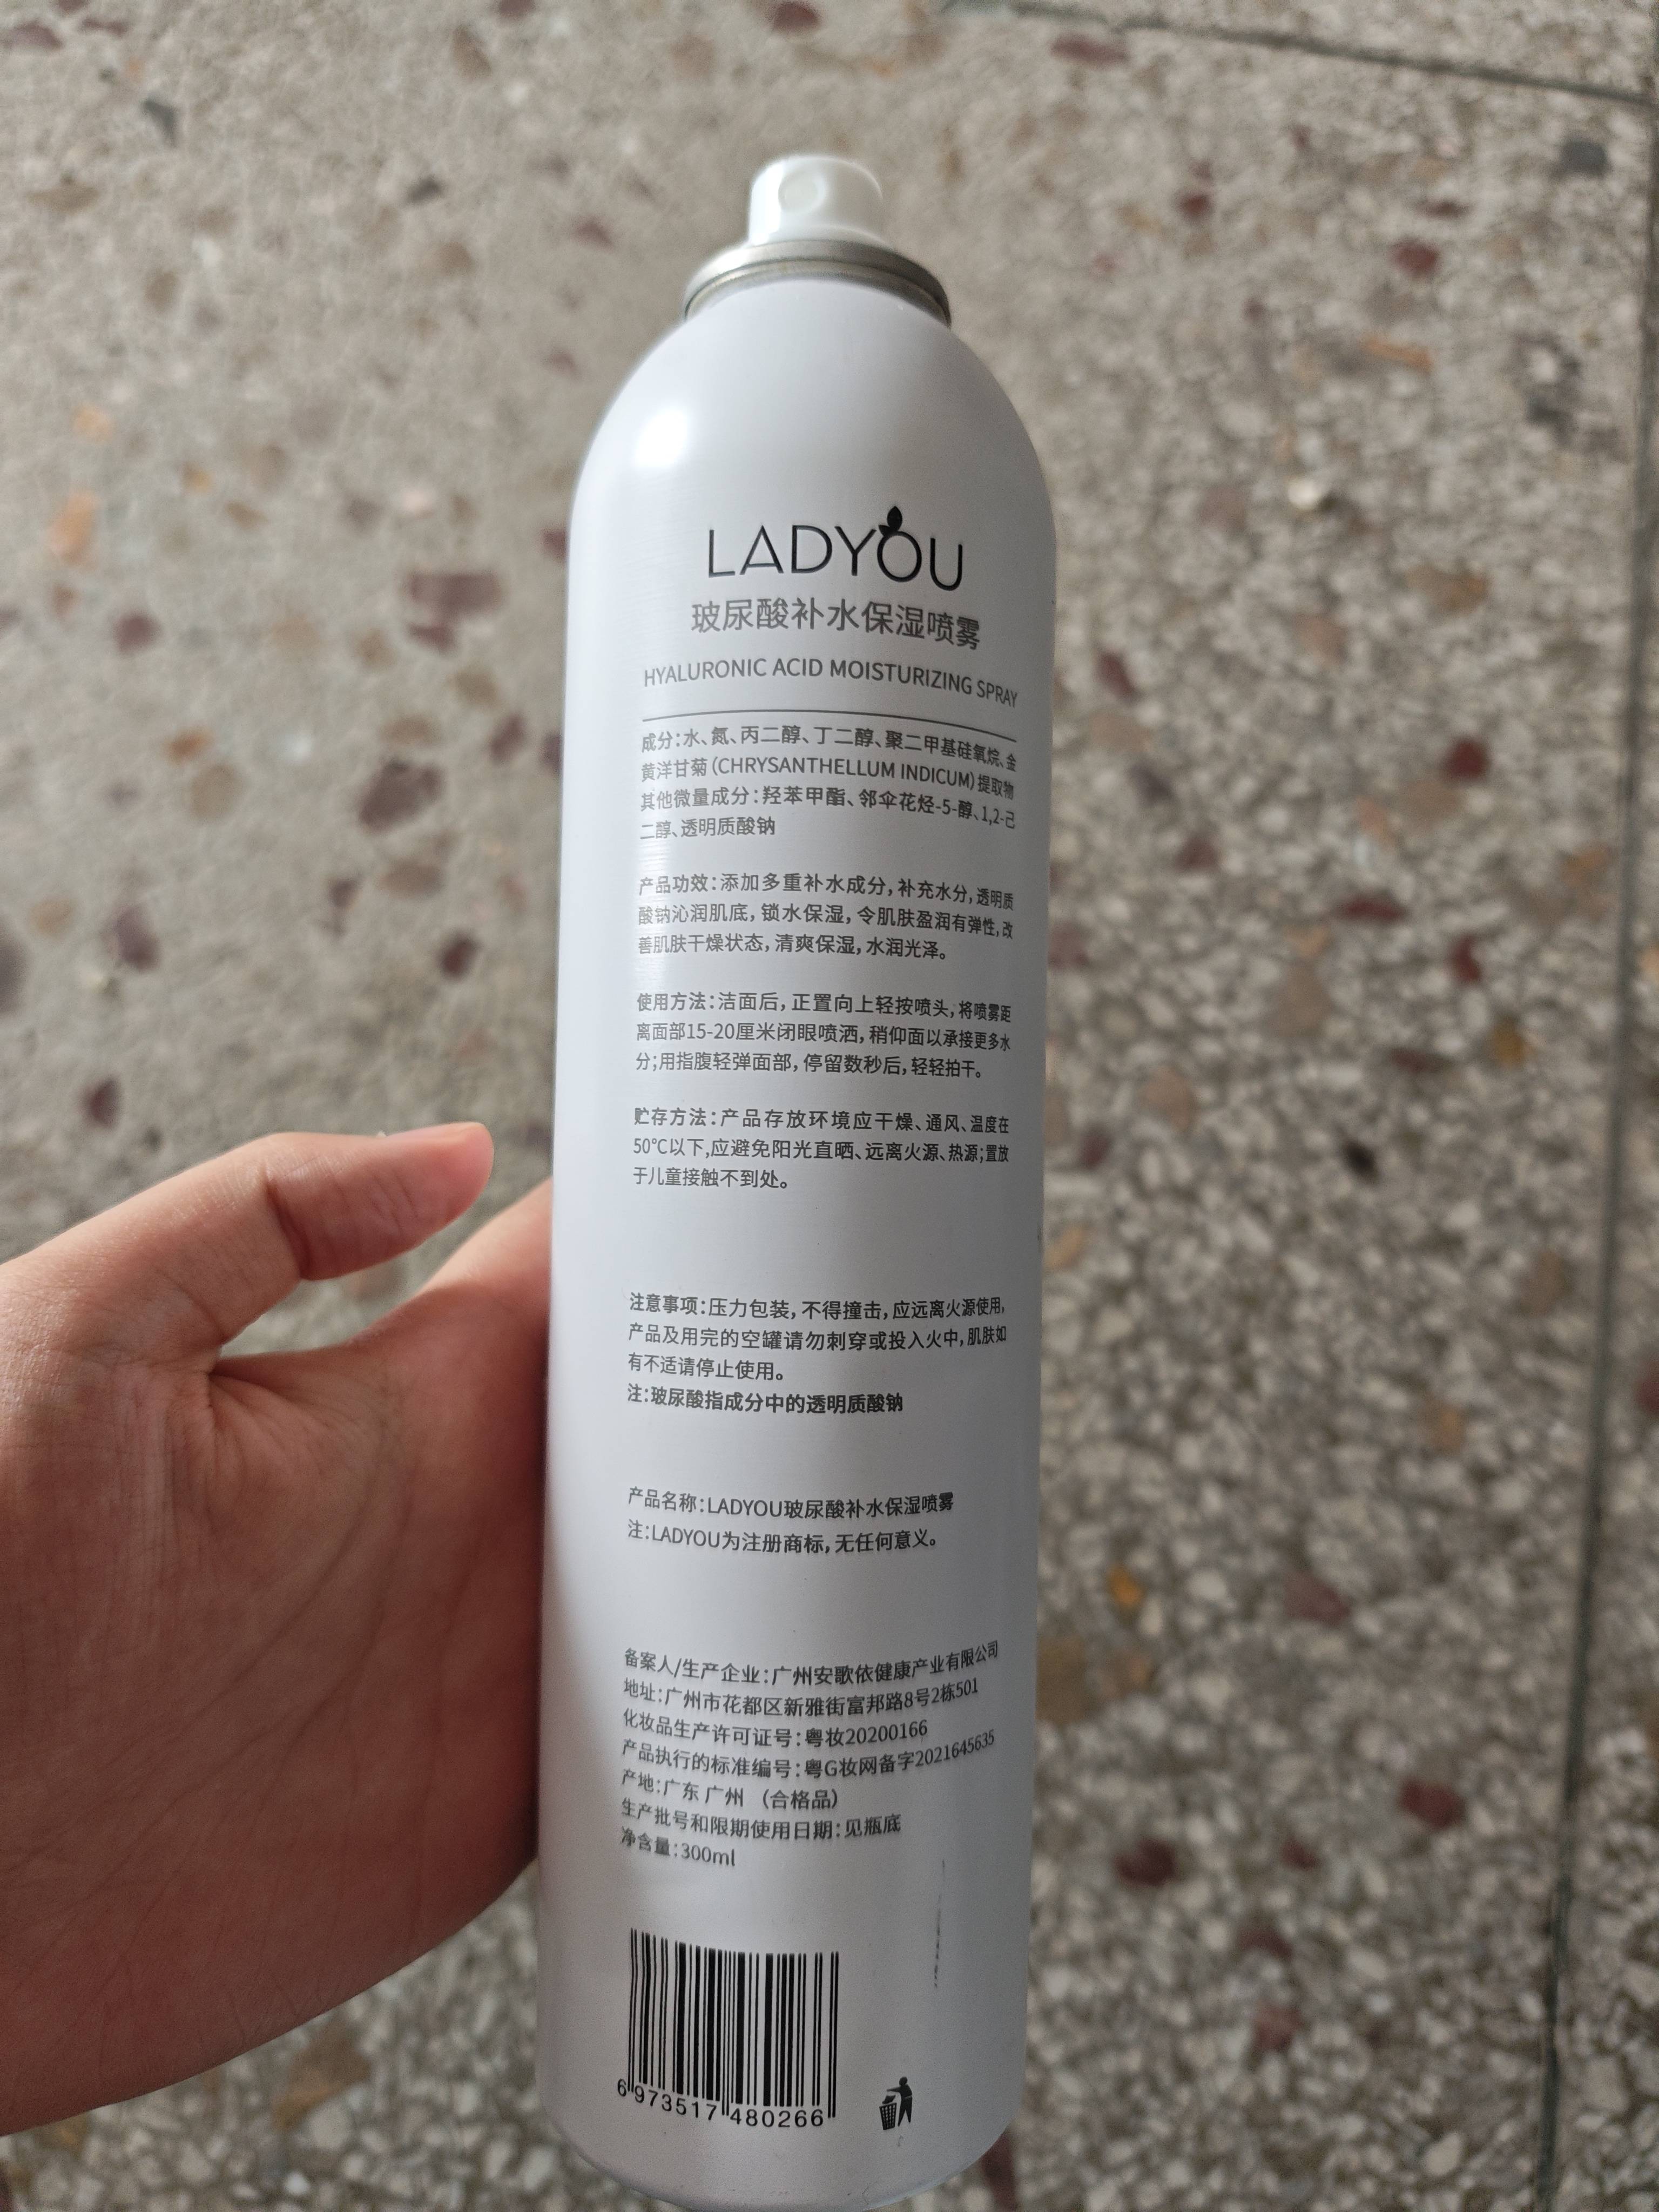 LADYOU
玻尿酸补水保湿喷雾
HYALURONIC ACID MOISTURIZING SPRAY
成分:水、氮、丙二醇、丁二醇、聚二甲基硅氧烷、金
黄洋甘菊(CHRYSANTHELLUM INDICUM)提取物
其他微量成分:羟苯甲酯、邻伞花烃-5-醇、1,2-己
二醇、透明质酸钠
产品功效:添加多重补水成分,补充水分,透明质
酸钠沁润肌底,锁水保湿,令肌肤盈润有弹性,改
善肌肤干燥状态,清爽保湿,水润光泽。
使用方法:洁面后,正置向上轻按喷头,将喷雾距
离面部15-20厘米闭眼喷洒,稍仰面以承接更多水
分;用指腹轻弹面部,停留数秒后,轻轻拍干。
贮存方法:产品存放环境应干燥、通风、温度在
50℃以下,应避免阳光直晒、远离火源、热源;置放
于儿童接触不到处。
注意事项:压力包装,不得撞击,应远离火源使用,
产品及用完的空罐请勿刺穿或投入火中,肌肤如
有不适请停止使用。
注:玻尿酸指成分中的透明质酸钠
产品名称:LADYOU玻尿酸补水保湿喷雾
注:LADYOU为注册商标,无任何意义。
备案人/生产企业:广州安歌依健康产业有限公司
地址:广州市花都区新雅街富邦路8号2栋501
化妆品生产许可证号:粤妆20200166
产品执行的标准编号:粤G妆网备字2021645635
产地:广东 广州 (合格品)
生产批号和限期使用日期:见瓶底
净含量:300ml
6 973517 480266